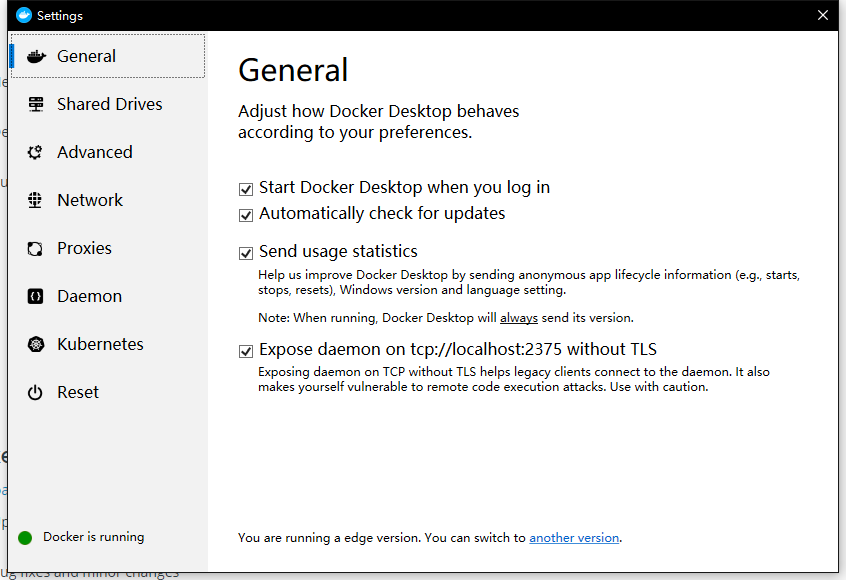 Settings
General
Shared Drives
Advanced
Network
Proxies
Daemon
Kubernetes
Reset
Docker is running
General
Adjust how Docker Desktop behaves
according to your preferences.
Start Docker Desktop when you log in
Automatically check for updates
Send usage statistics
Help us improve Docker Desktop by sending anonymous app lifecycle information (e.g., starts,
stops, resets), Windows version and language setting.
Note: When running, Docker Desktop will always send its version.
Expose daemon on tcp://localhost:2375 without TLS
Exposing daemon on TCP without TLS helps legacy clients connect to the daemon. It also
makes yourself vulnerable to remote code execution attacks. Use with caution.
You are running a edge version. You can switch to another version.
ug fixes and minor changes